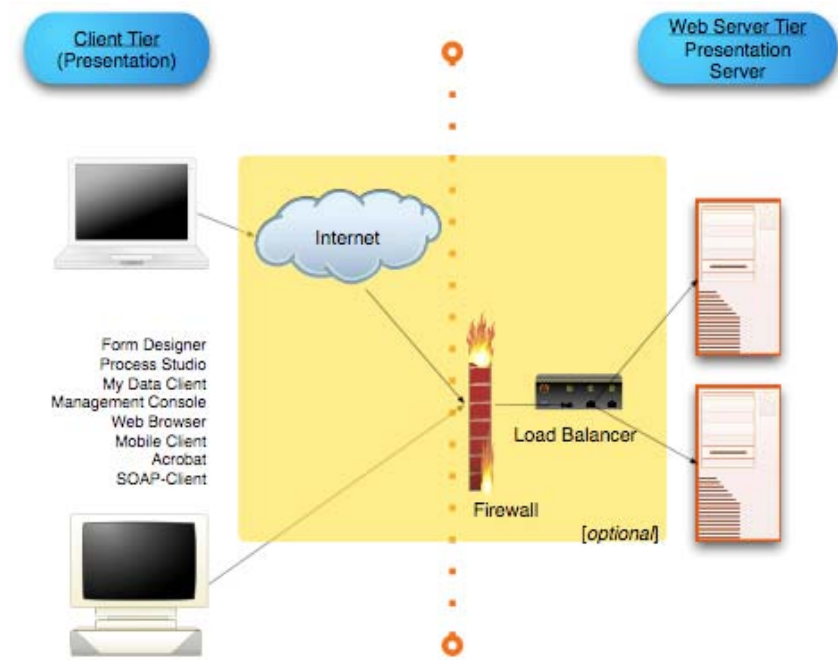 Client Tier
(Presentation)
Web Server Tier
Presentation
Server
Internet
Form Designer
Process Studio
My Data Client
Management Console
Web Browser
Mobile Client
Acrobat
SOAP-Client
Load Balancer
Firewall
[optional]